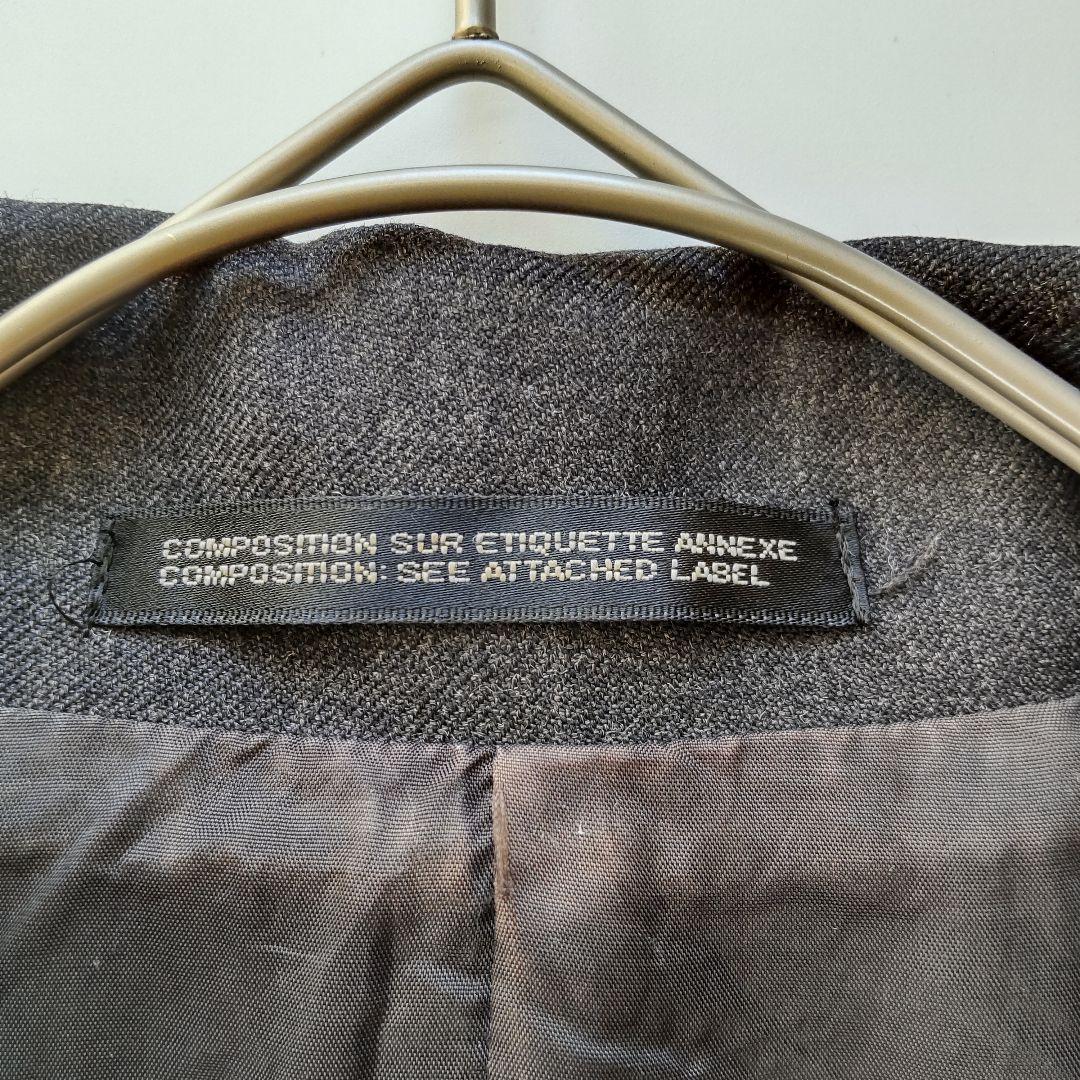 COMPOSITION SUR ETIQUETTE ANNEXE
COMPOSITION: SEE ATTACHED LABEL